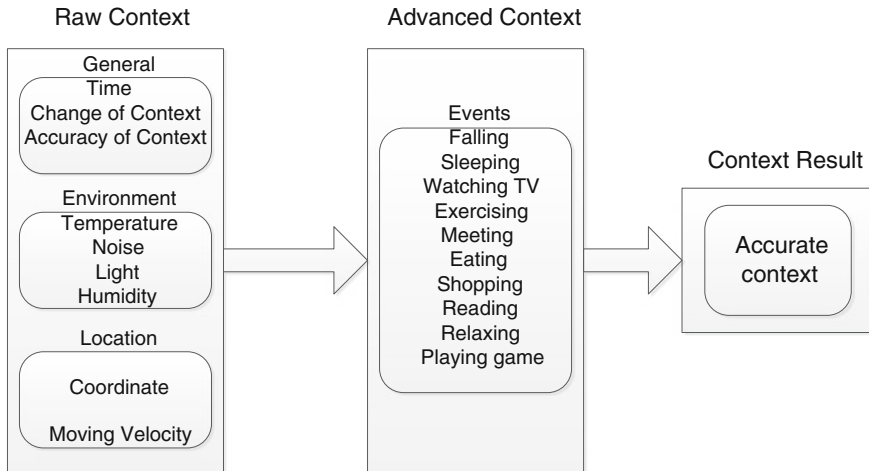 Raw Context
General
Time
Change of Context
Accuracy of Context
Environment
Temperature
Noise
Light
Humidity
Location
Coordinate
Moving Velocity
Advanced Context
Events
Falling
Sleeping
Watching TV
Exercising
Meeting
Eating
Shopping
Reading
Relaxing
Playing game
Context Result
Accurate
context